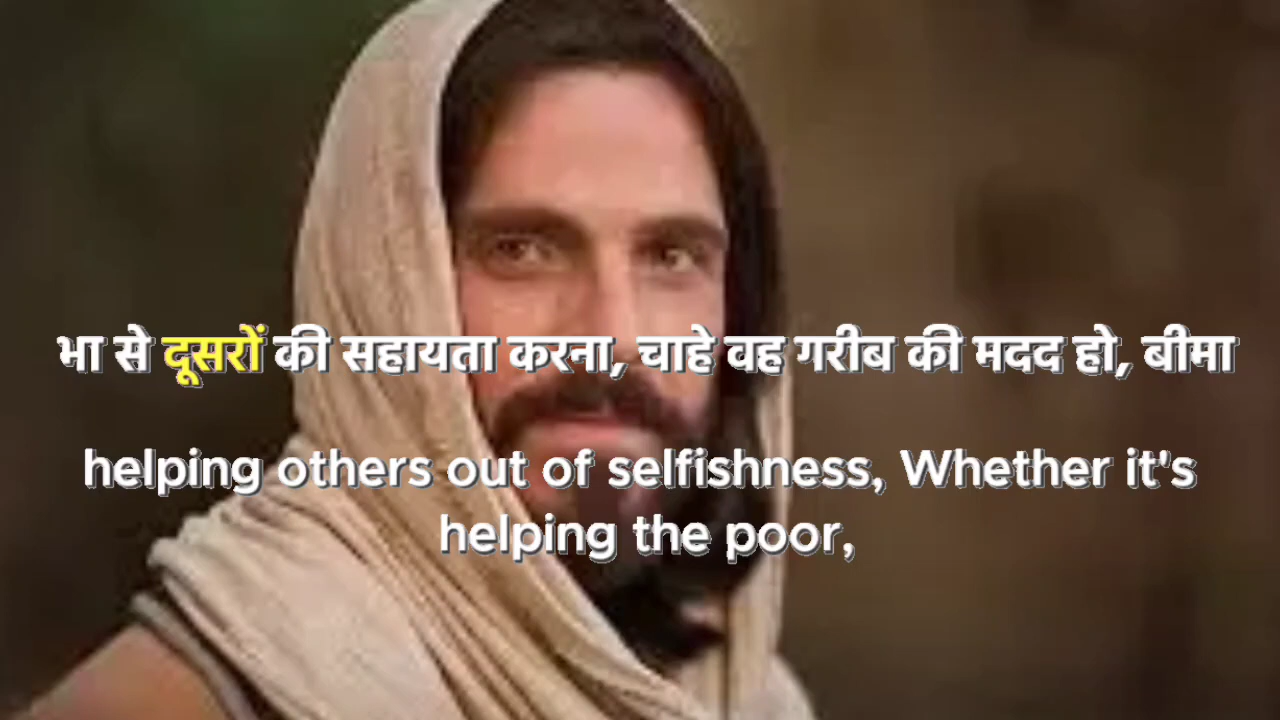 भा से दूसरों की सहायता करना, चाहे वह गरीब की मदद हो, बीमा
helping others out of selfishness, Whether it's
helping the poor,